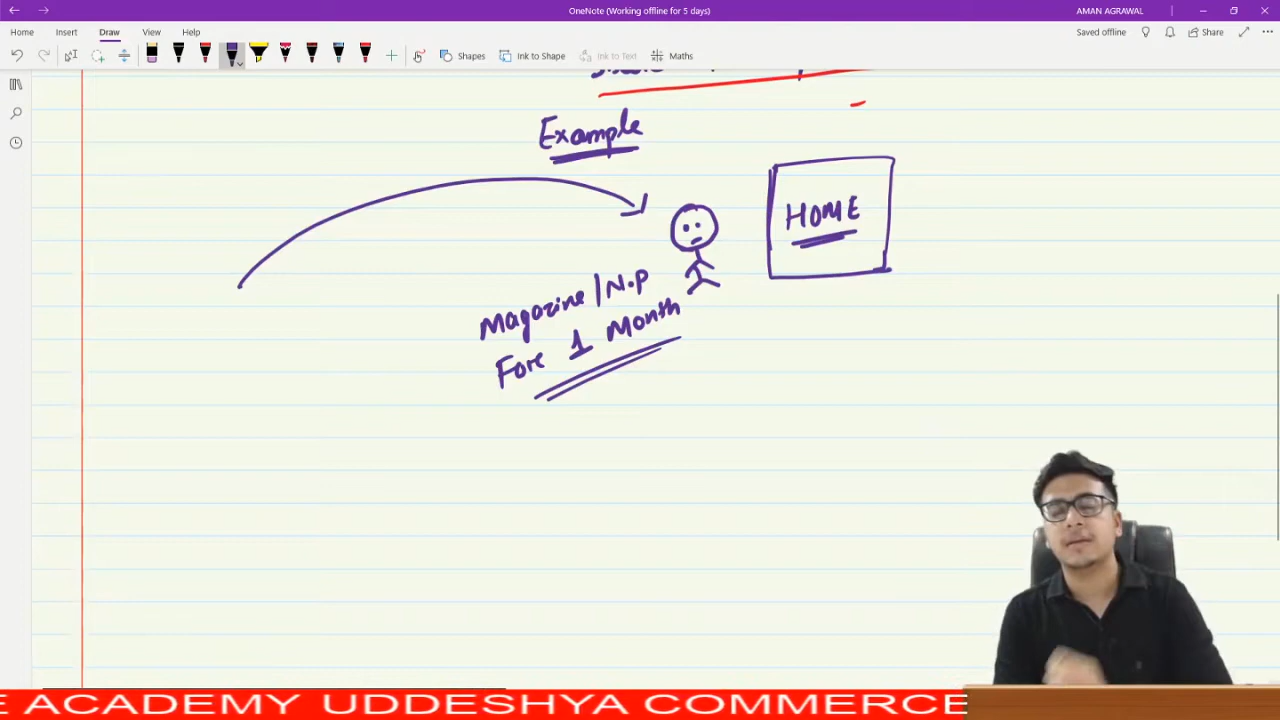 OneNote (Working offline for 5 days)
AMAN AGRAWAL
Home Insert Draw View Help
Saved offline Share
Shapes Ink to Shape Ink to Text Maths
Example
HOME
Magazine/N.P
Fore 1 Month
E ACADEMY UDDESHYA COMMERCE